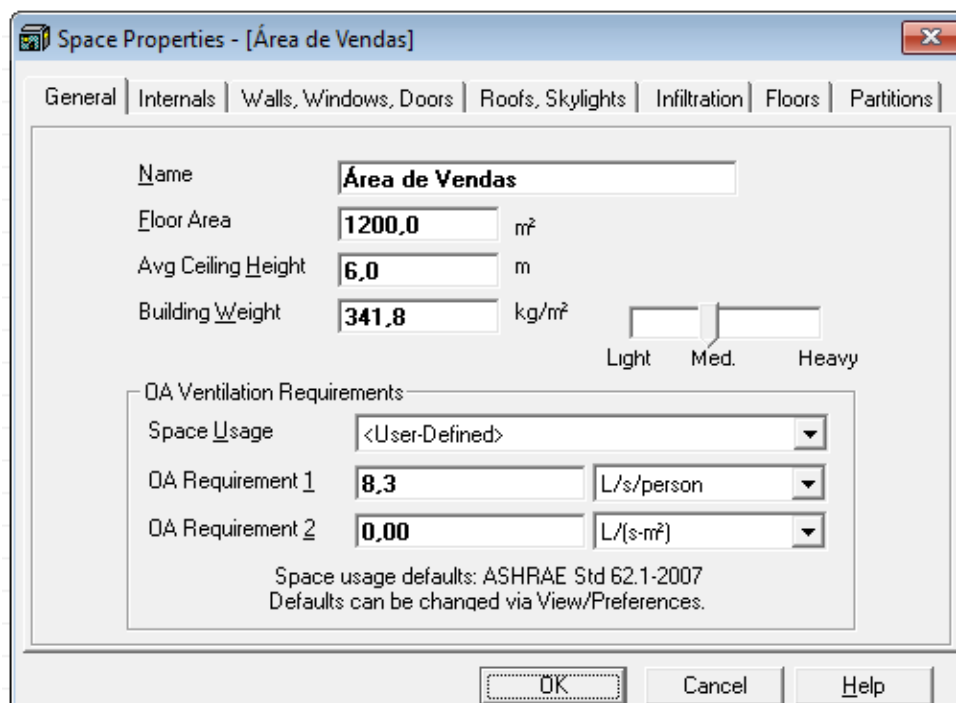 Space Properties - [Área de Vendas]
General Internals Walls, Windows, Doors Roofs, Skylights Infiltration Floors Partitions
Name Área de Vendas
Floor Area 1200,0 m²
Avg Ceiling Height 6,0 m
Building Weight 341,8 kg/m²
Light Med. Heavy
OA Ventilation Requirements
Space Usage <User-Defined>
OA Requirement 1 8,3 L/s/person
OA Requirement 2 0,00 L/(s-m²)
Space usage defaults: ASHRAE Std 62.1-2007
Defaults can be changed via View/Preferences.
OK Cancel Help